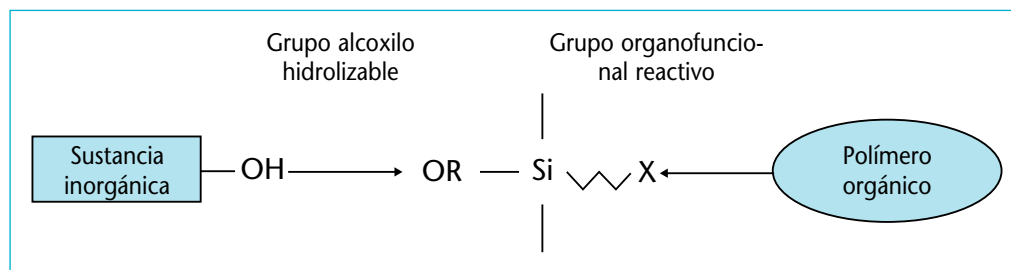 Grupo alcoxilo
hidrolizable
Grupo organofuncio-
nal reactivo
Sustancia
inorgánica
OH
OR
Si
X
Polímero
orgánico